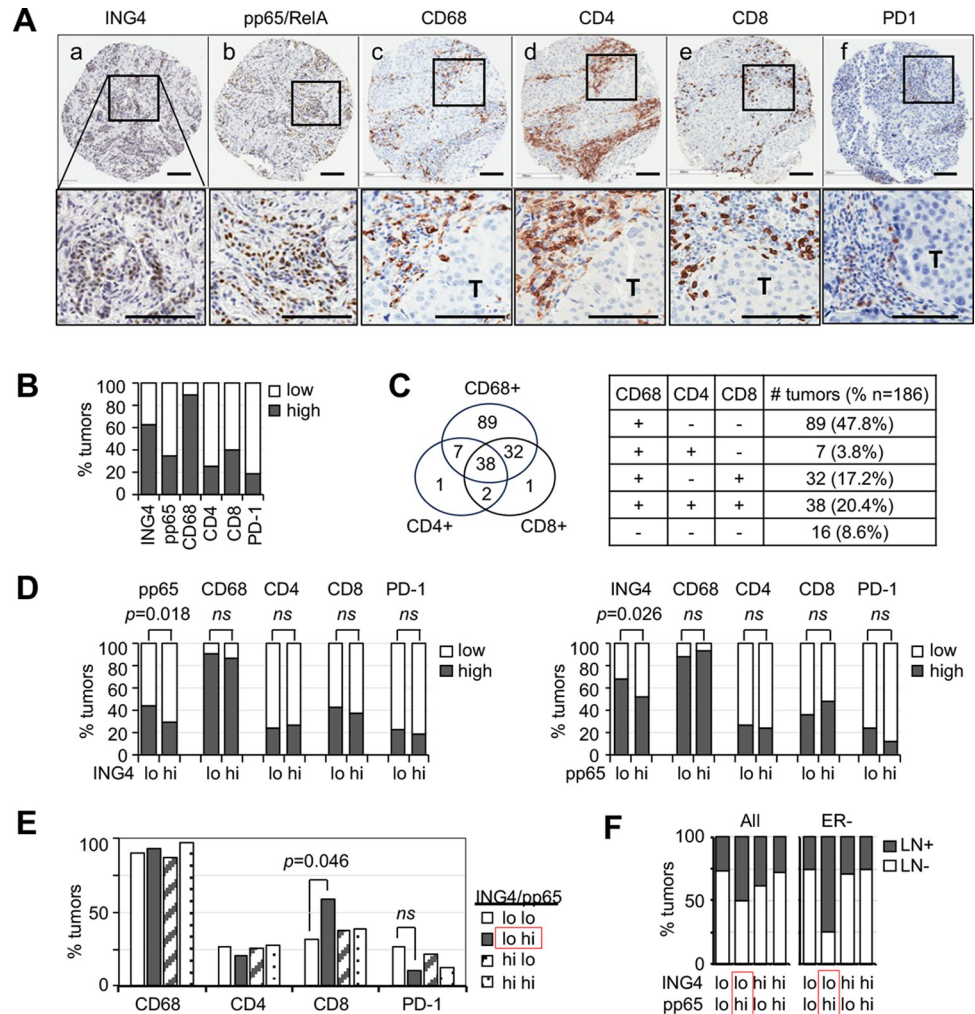 A
ING4 pp65/RelA CD68 CD4 CD8 PD1
a b c d e f
T T T T
B
100
80
60
40
20
0
% tumors
low
high
ING4 pp65 CD68 CD4 CD8 PD-1
C
CD68+
89
7 38 32
1 2 1
CD4+ CD8+
CD68 CD4 CD8 # tumors (% n=186)
+ - - 89 (47.8%)
+ + - 7 (3.8%)
+ - + 32 (17.2%)
+ + + 38 (20.4%)
- - - 16 (8.6%)
D
pp65 CD68 CD4 CD8 PD-1
p=0.018 ns ns ns ns
100
80
60
40
20
0
% tumors
low
high
ING4 lo hi lo hi lo hi lo hi lo hi
ING4 CD68 CD4 CD8 PD-1
p=0.026 ns ns ns ns
100
80
60
40
20
0
% tumors
low
high
pp65 lo hi lo hi lo hi lo hi lo hi
E
100
50
0
% tumors
p=0.046
ns
CD68 CD4 CD8 PD-1
ING4/pp65
lo lo
lo hi
hi lo
hi hi
F
All ER-
100 100
50 50
0 0
% tumors
LN+
LN-
ING4 lo lo hi hi lo lo hi hi
pp65 lo hi lo hi lo hi lo hi